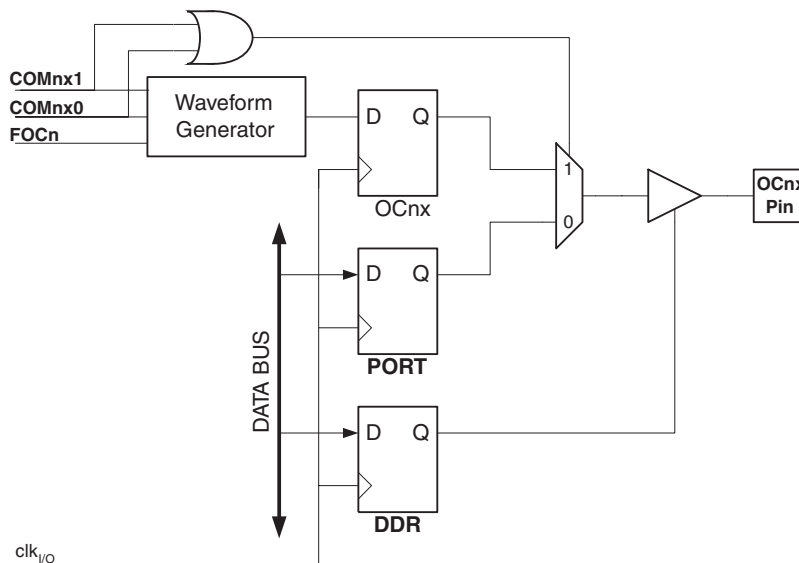 COMnx1
COMnx0
FOCn
Waveform
Generator
D Q
OCnx
1
0
OCnx
Pin
D Q
PORT
D Q
DDR
DATA BUS
clkI/O